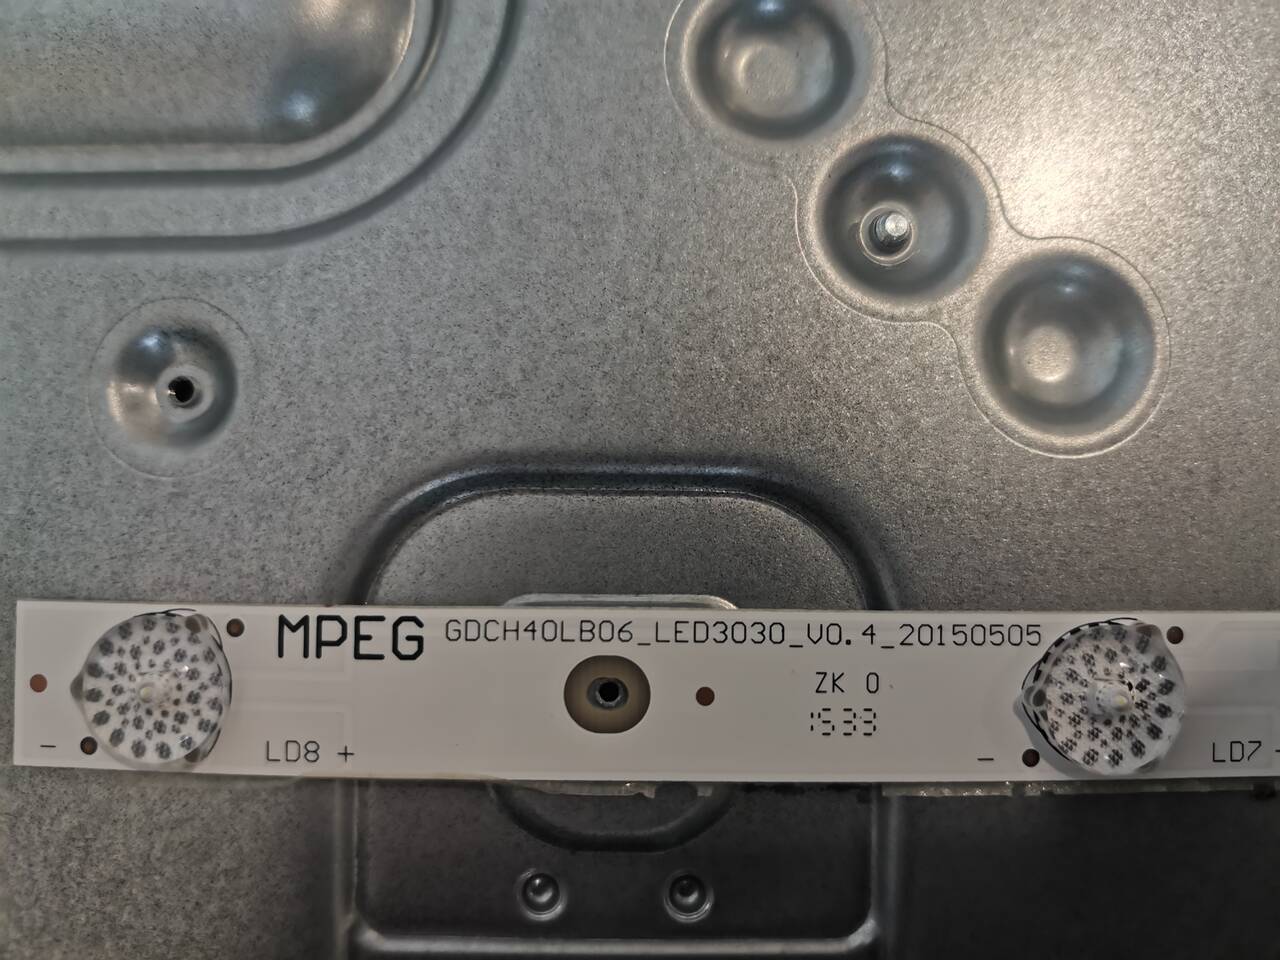 MPEG GDCH40LB06_LED3030_V0.4_20150505
ZK 0
1533
- LD8 +
- LD7 -